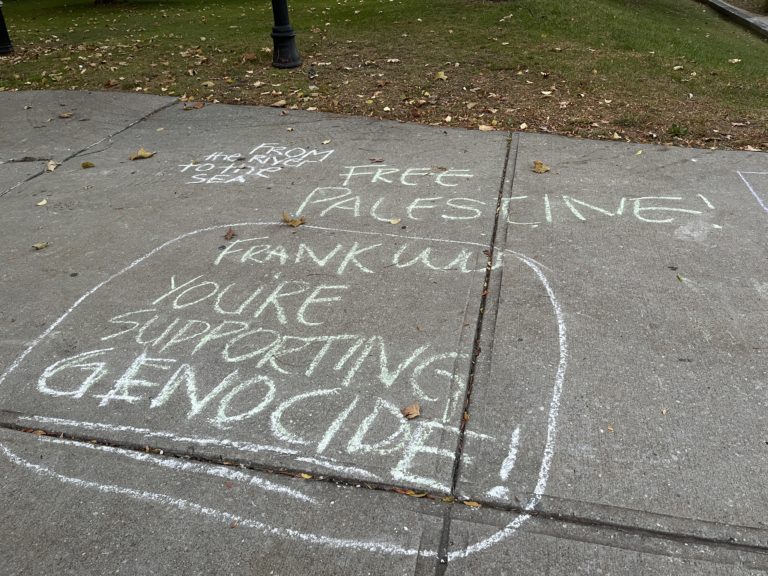 FROM
the RIVER
TO THE
SEA
FREE
PALESTINE!
FRANK WU
YOU'RE
SUPPORTING
GENOCIDE!